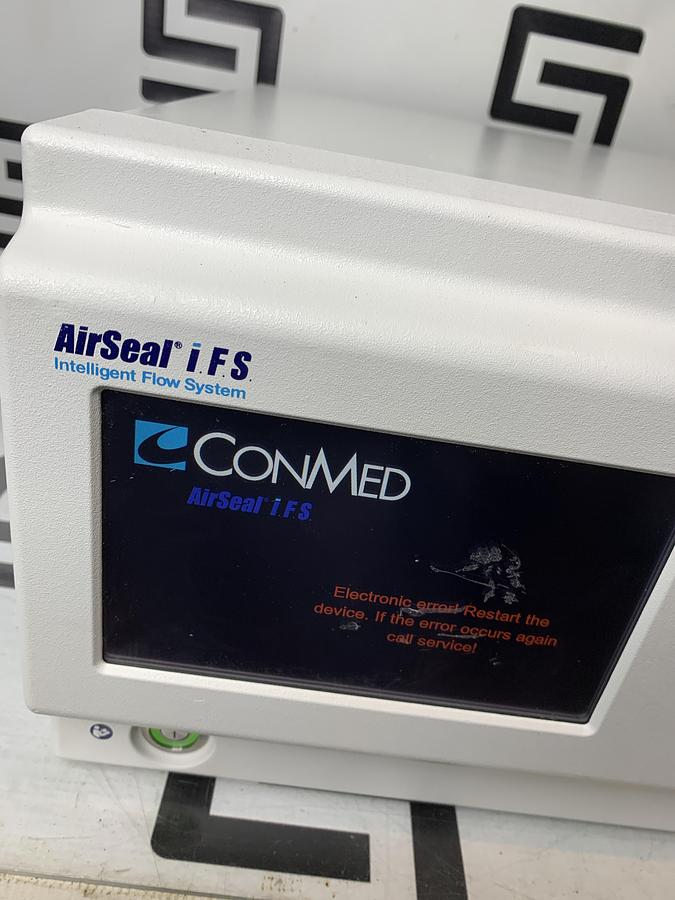 AirSeal® i.F.S.
Intelligent Flow System
CONMED
AirSeal® i.F.S.
Electronic error! Restart the
device. If the error occurs again
call service!